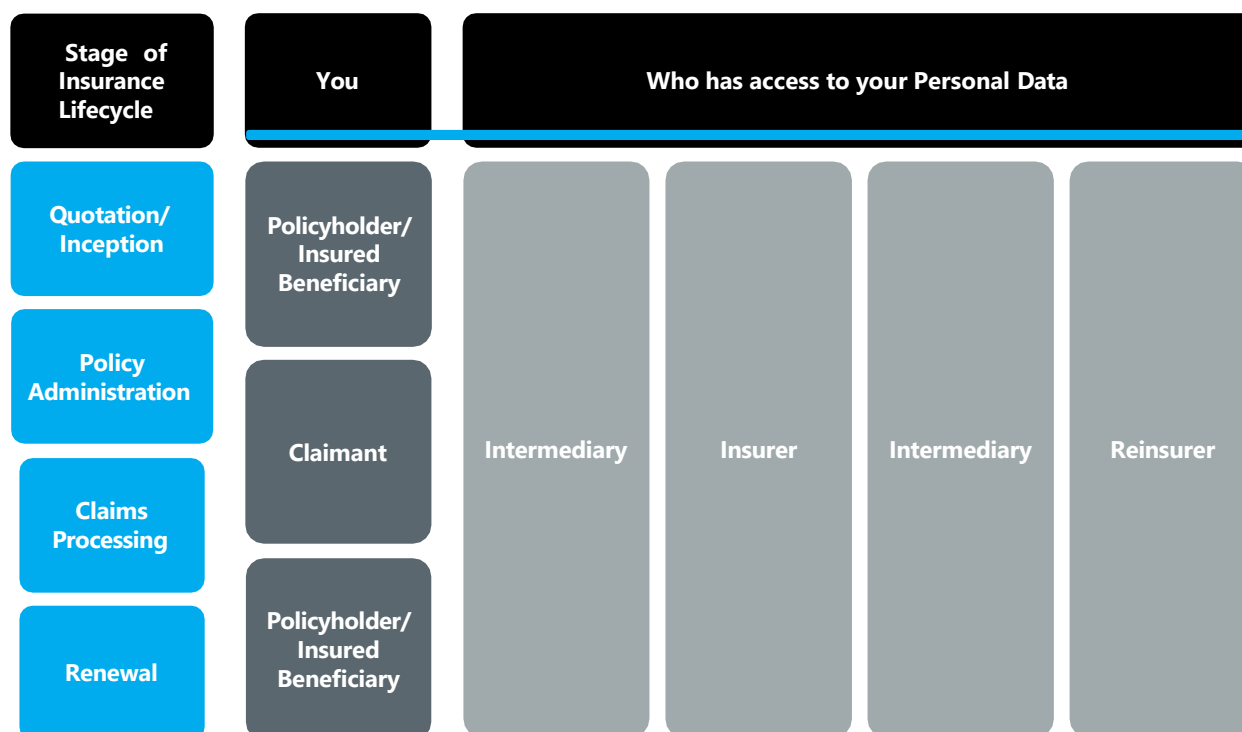 Stage of
Insurance
Lifecycle
You
Who has access to your Personal Data
Quotation/
Inception
Policy
Administration
Claims
Processing
Renewal
Policyholder/
Insured
Beneficiary
Claimant
Policyholder/
Insured
Beneficiary
Intermediary
Insurer
Intermediary
Reinsurer